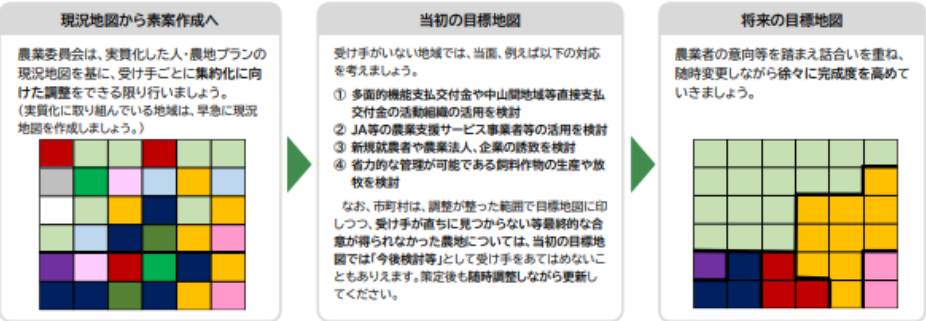 現況地図から素案作成へ
農業委員会は、実質化した人・農地プランの
現況地図を基に、受け手ごとに集約化に向
けた調整をできる限り行いましょう。
(実質化に取り組んでいる地域は、早急に現況
地図を作成しましょう。)
当初の目標地図
受け手がいない地域では、当面、例えば以下の対応
を考えましょう。
① 多面的機能支払交付金や中山間地域等直接支払
交付金の活動組織の活用を検討
② JA等の農業支援サービス事業者等の活用を検討
③ 新規就農者や農業法人、企業の誘致を検討
④ 省力的な管理が可能である飼料作物の生産や放
牧を検討
なお、市町村は、調整が整った範囲で目標地図に印
しつつ、受け手が直ちに見つからない等最終的な合
意が得られなかった農地については、当初の目標地
図では「今後検討等」として受け手をあてはめないこ
ともありえます。策定後も随時調整しながら更新し
てください。
将来の目標地図
農業者の意向等を踏まえ話合いを重ね、
随時変更しながら徐々に完成度を高めて
いきましょう。